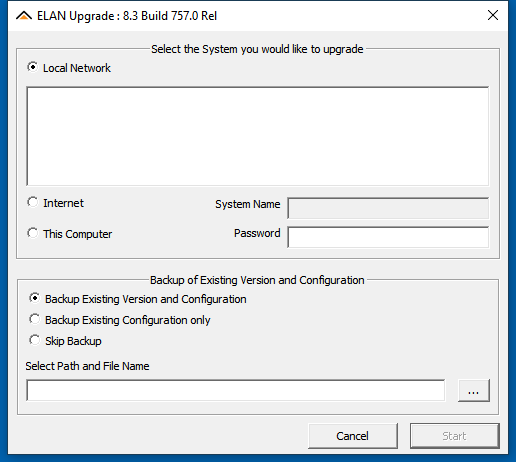 ELAN Upgrade : 8.3 Build 757.0 Rel
Select the System you would like to upgrade
Local Network
Internet
System Name
This Computer
Password
Backup of Existing Version and Configuration
Backup Existing Version and Configuration
Backup Existing Configuration only
Skip Backup
Select Path and File Name
...
Cancel
Start